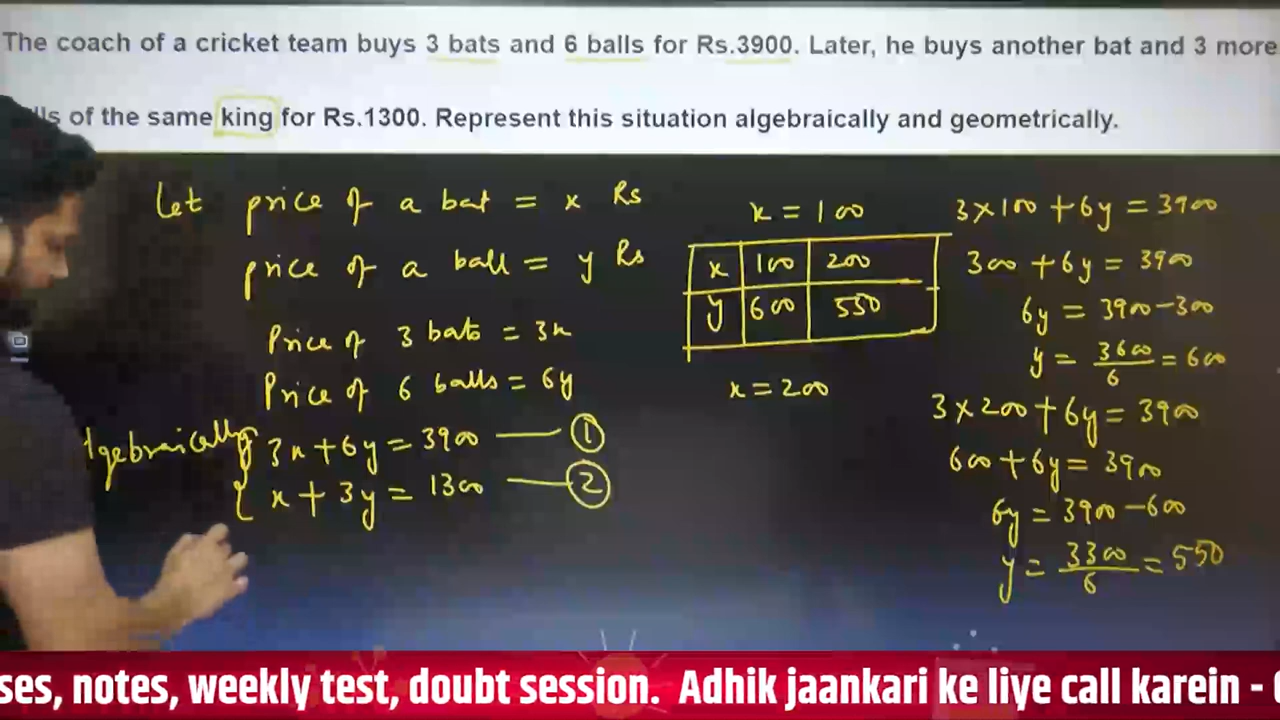 The coach of a cricket team buys 3 bats and 6 balls for Rs.3900. Later, he buys another bat and 3 more
of the same king for Rs.1300. Represent this situation algebraically and geometrically.
Let price of a bat = x Rs
price of a ball = y Rs
Price of 3 bats = 3x
Price of 6 balls = 6y
3x + 6y = 3900 — 1
x + 3y = 1300 — 2
x = 100
x 100 200
y 600 550
x = 200
3 x 100 + 6y = 3900
300 + 6y = 3900
6y = 3900 - 300
y = 3600/6 = 600
3 x 200 + 6y = 3900
600 + 6y = 3900
6y = 3900 - 600
y = 3300/6 = 550
notes, weekly test, doubt session. Adhik jaankari ke liye call karein -